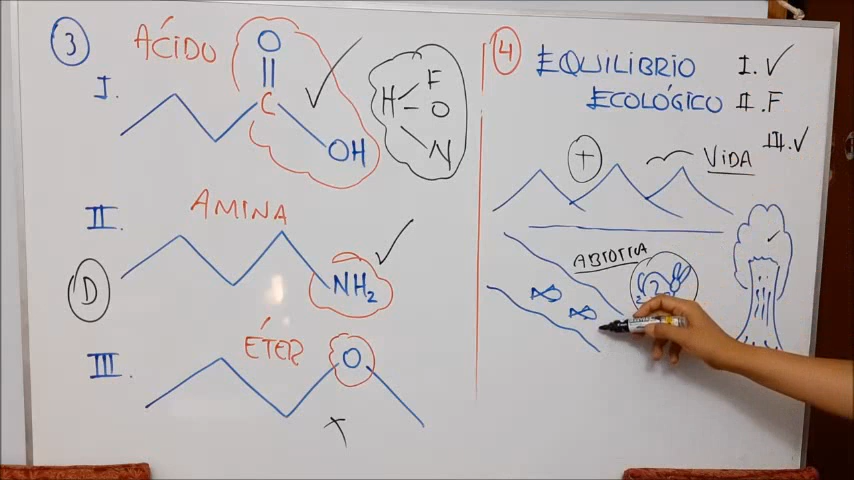 3
ÁCIDO
I.
O
C
OH
H F
O
N
II.
AMINA
D
NH2
III.
ÉTER
O
4
EQUILIBRIO I. ✓
ECOLÓGICO II. F
III. ✓
+
VIDA
ABIOTICA